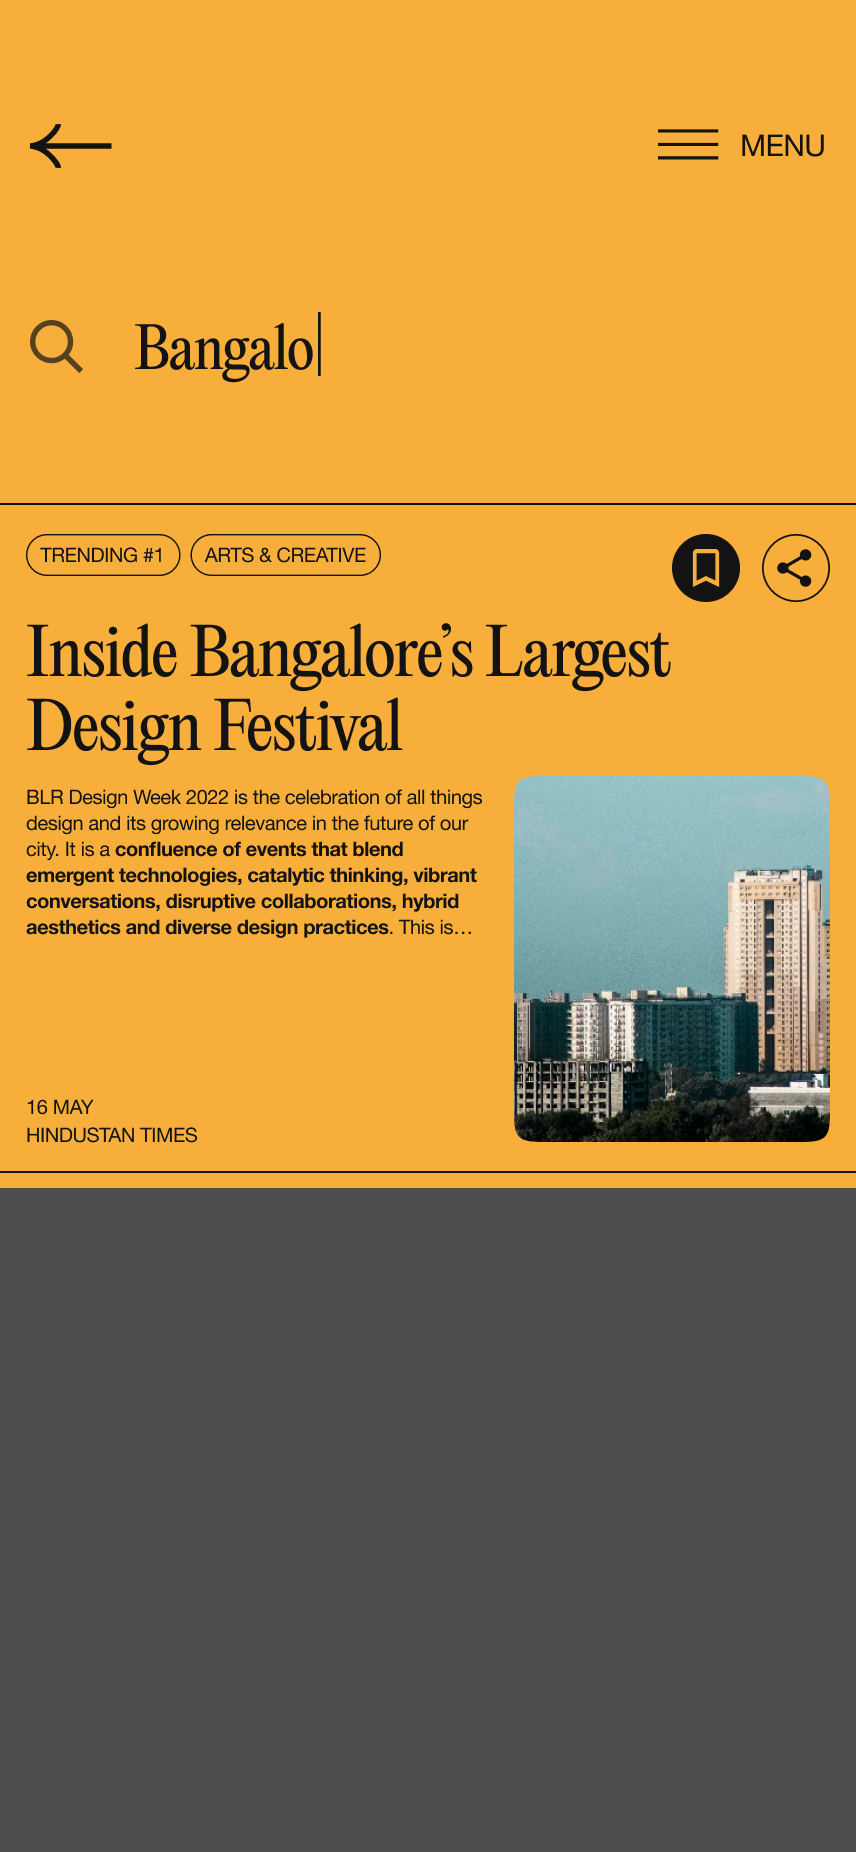 MENU
Bangalo
TRENDING #1
ARTS & CREATIVE
Inside Bangalore’s Largest
Design Festival
BLR Design Week 2022 is the celebration of all things
design and its growing relevance in the future of our
city. It is a confluence of events that blend
emergent technologies, catalytic thinking, vibrant
conversations, disruptive collaborations, hybrid
aesthetics and diverse design practices. This is…
16 MAY
HINDUSTAN TIMES